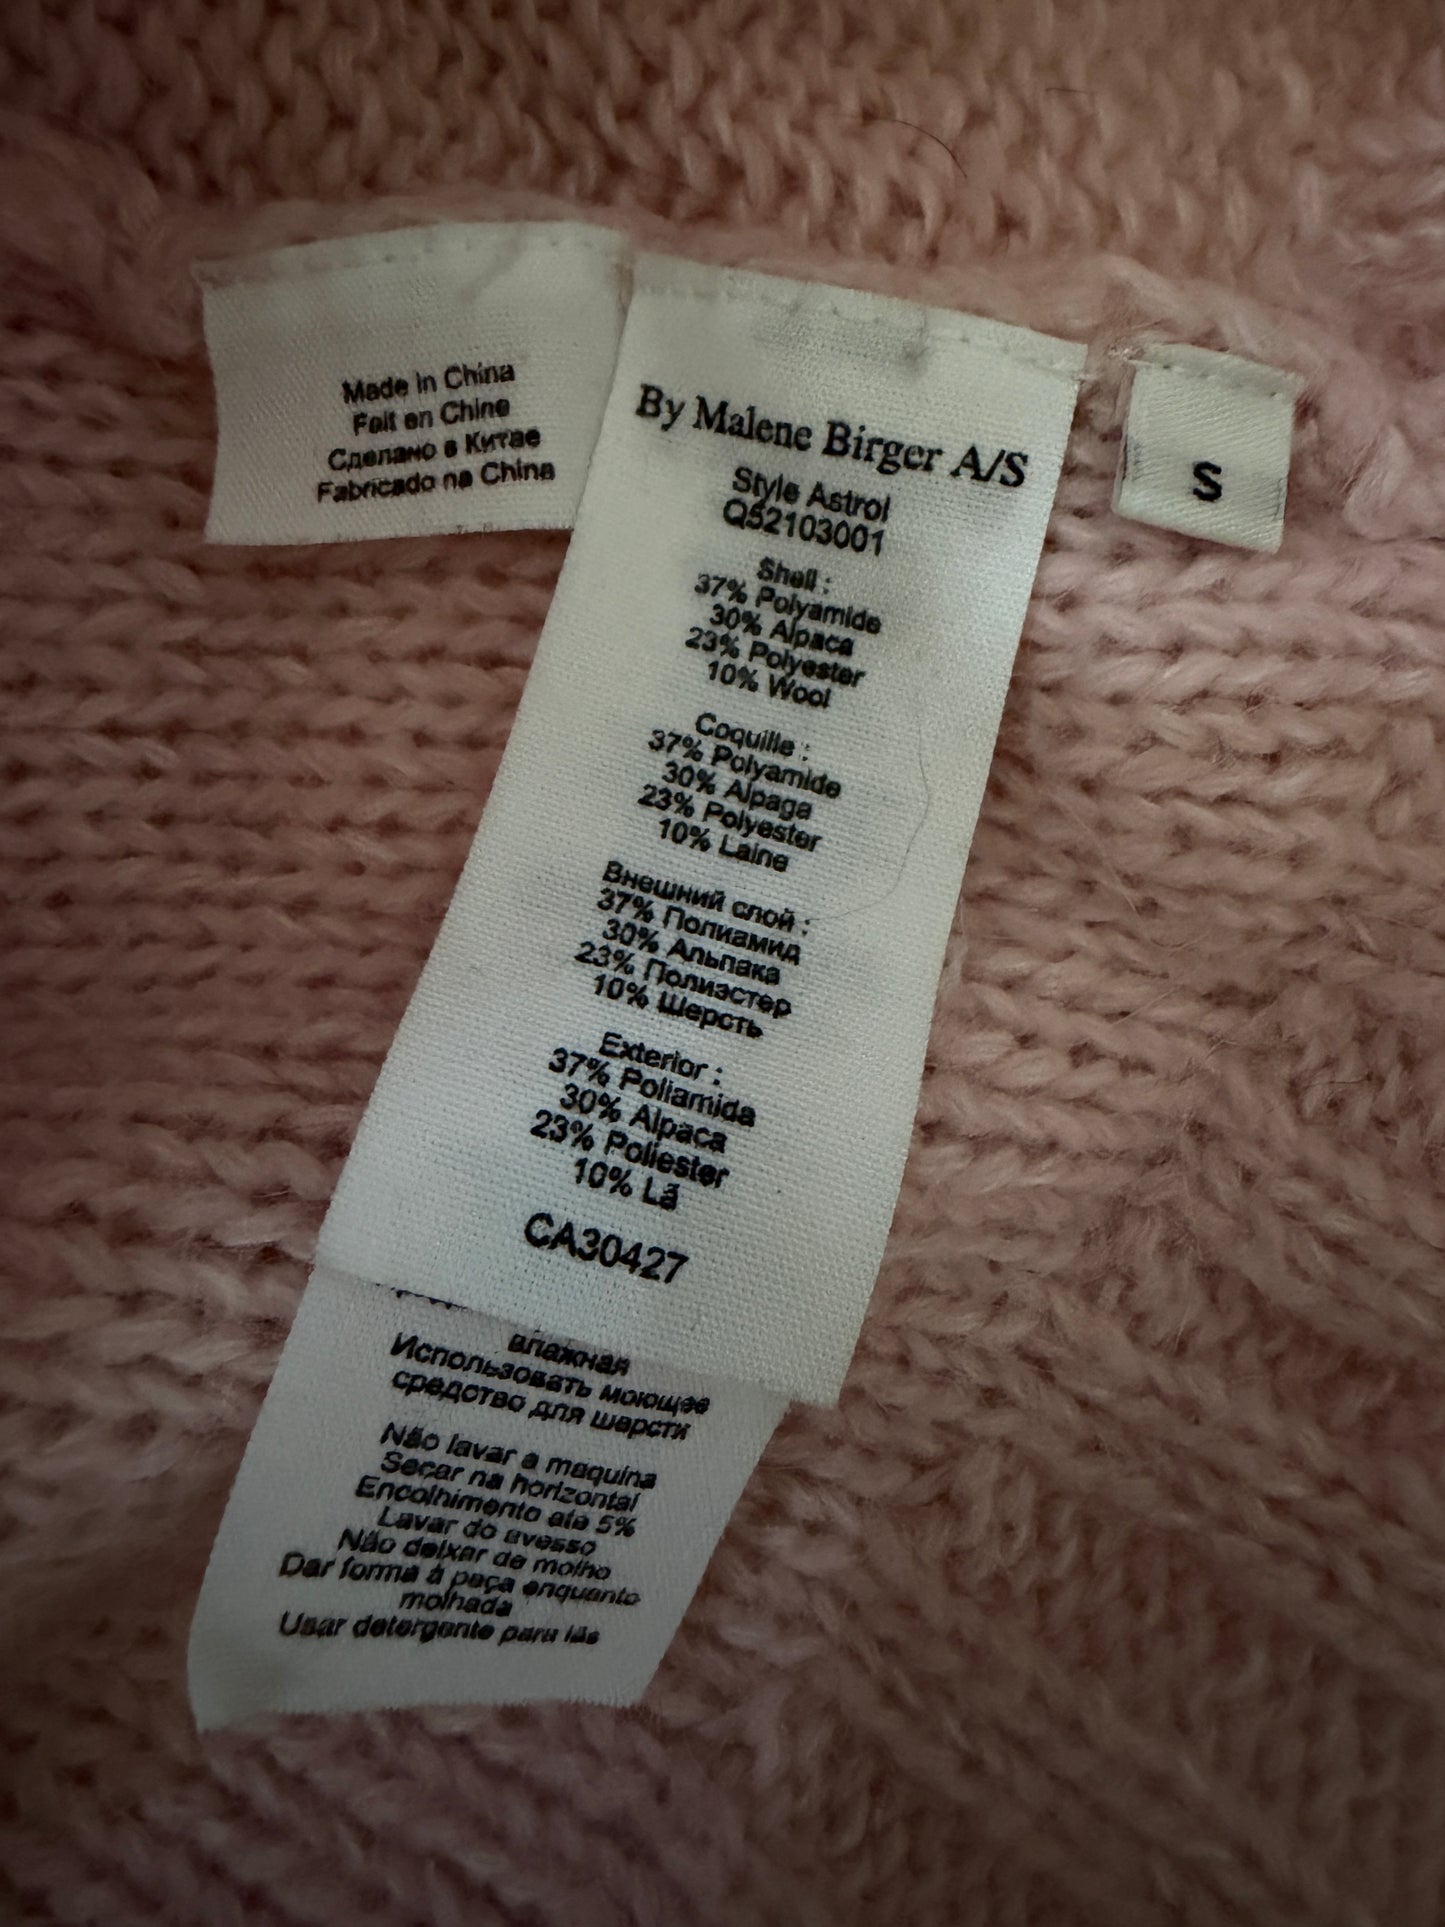 Made in China
Fait en Chine
Сделано в Китае
Fabricado na China
By Malene Birger A/S
Style Astrol
Q52103001
Shell :
37% Polyamide
30% Alpaca
23% Polyester
10% Wool
Coquille :
37% Polyamide
30% Alpaga
23% Polyester
10% Laine
Внешний слой :
37% Полиамид
30% Альпака
23% Полиэстер
10% Шерсть
Exterior :
37% Poliamida
30% Alpaca
23% Poliester
10% Lã
CA30427
S
влажная
Использовать моющее
средство для шерсти
Não lavar a maquina
Secar na horizontal
Encolhimento ate 5%
Lavar do avesso
Não deixar de molho
Dar forma à peça enquanto
molhada
Usar detergente para lãs